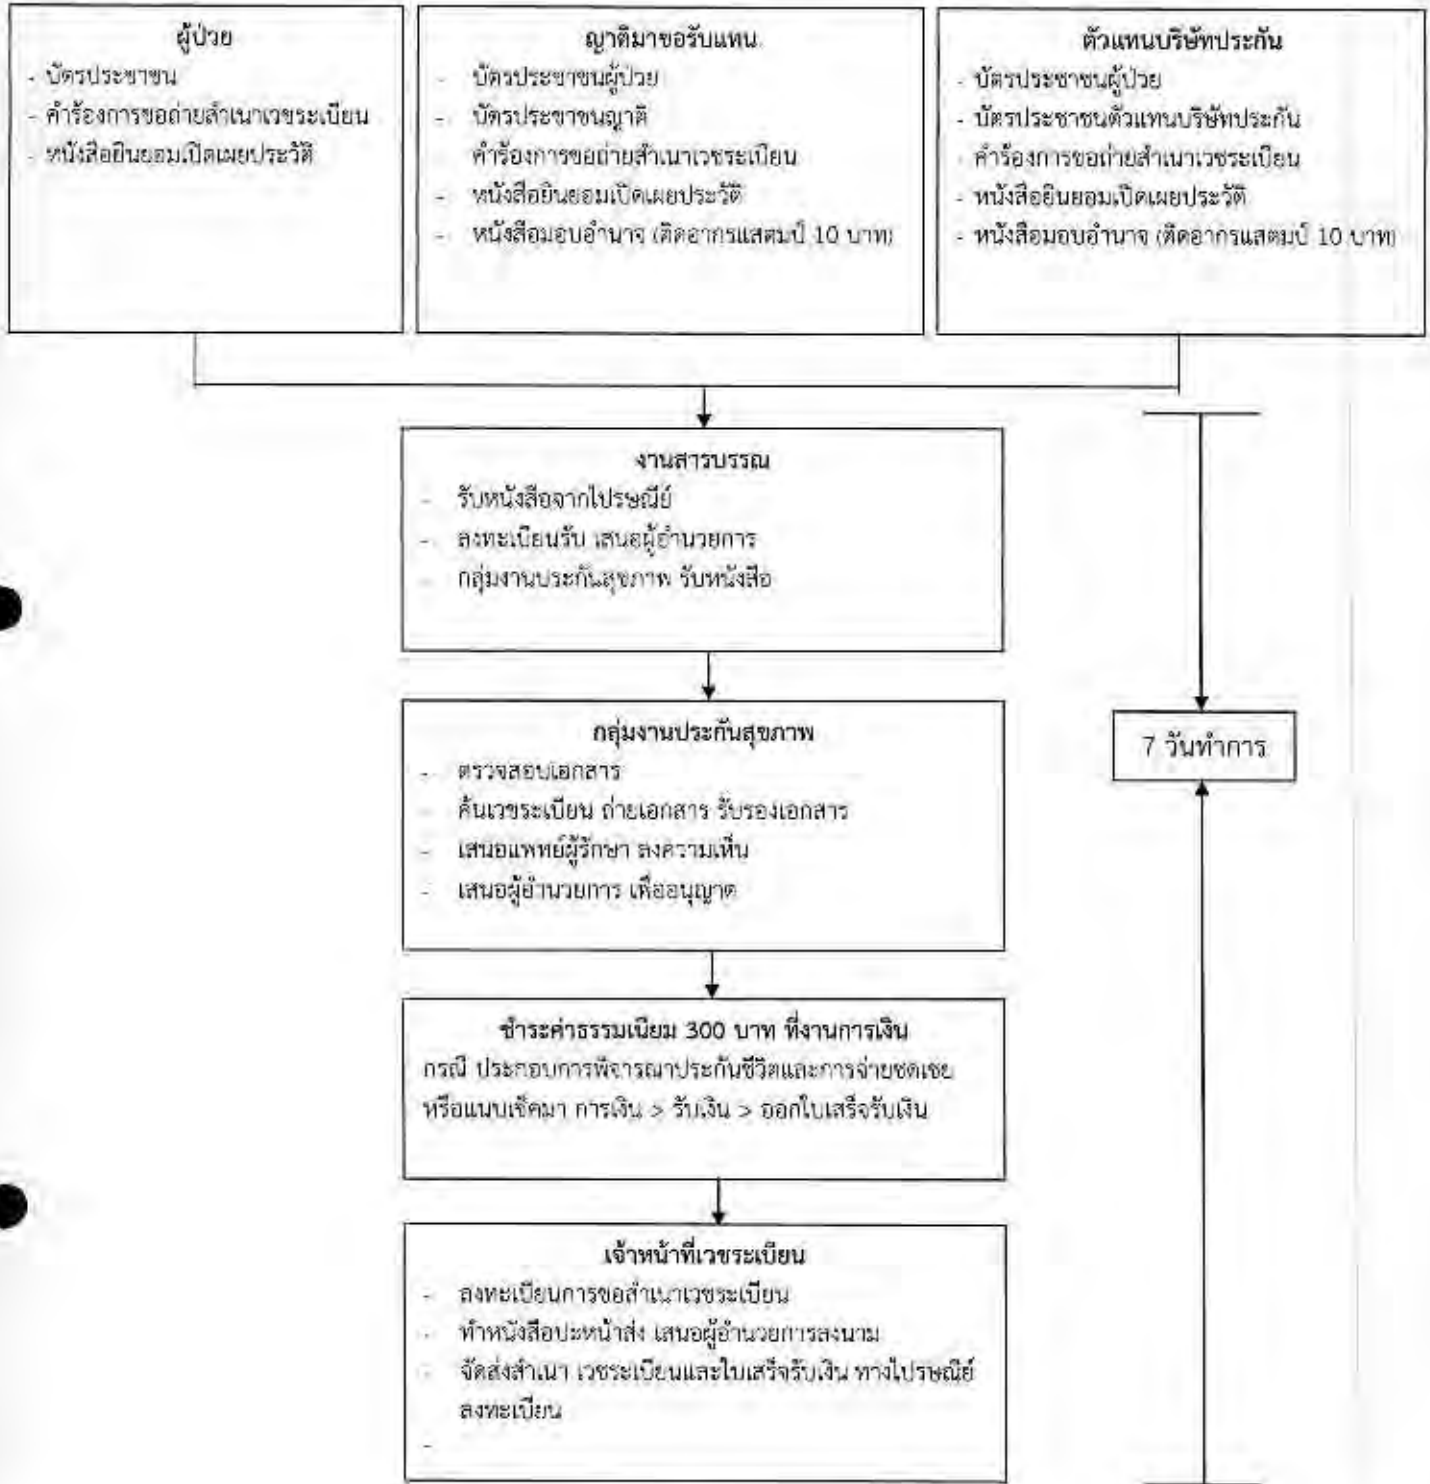 ผู้ป่วย
- บัตรประชาชน
- คำร้องการขอถ่ายสำเนาเวชระเบียน
- หนังสือยินยอมเปิดเผยประวัติ
ญาติมาขอรับแทน
- บัตรประชาชนผู้ป่วย
- บัตรประชาชนญาติ
คำร้องการขอถ่ายสำเนาเวชระเบียน
- หนังสือยินยอมเปิดเผยประวัติ
- หนังสือมอบอำนาจ (ติดอากรแสตมป์ 10 บาท)
ตัวแทนบริษัทประกัน
- บัตรประชาชนผู้ป่วย
- บัตรประชาชนตัวแทนบริษัทประกัน
- คำร้องการขอถ่ายสำเนาเวชระเบียน
- หนังสือยินยอมเปิดเผยประวัติ
- หนังสือมอบอำนาจ (ติดอากรแสตมป์ 10 บาท)
งานสารบรรณ
- รับหนังสือจากไปรษณีย์
- ลงทะเบียนรับ เสนอผู้อำนวยการ
- กลุ่มงานประกันสุขภาพ รับหนังสือ
กลุ่มงานประกันสุขภาพ
- ตรวจสอบเอกสาร
- ค้นเวชระเบียน ถ่ายเอกสาร รับรองเอกสาร
- เสนอแพทย์ผู้รักษา ลงความเห็น
- เสนอผู้อำนวยการ เพื่ออนุญาต
7 วันทำการ
ชำระค่าธรรมเนียม 300 บาท ที่งานการเงิน
กรณี ประกอบการพิจารณาประกันชีวิตและการจ่ายชดเชย
หรือแนบเช็คมา การเงิน > รับเงิน > ออกใบเสร็จรับเงิน
เจ้าหน้าที่เวชระเบียน
- ลงทะเบียนการขอสำเนาเวชระเบียน
- ทำหนังสือปะหน้าส่ง เสนอผู้อำนวยการลงนาม
- จัดส่งสำเนา เวชระเบียนและใบเสร็จรับเงิน ทางไปรษณีย์
ลงทะเบียน
-